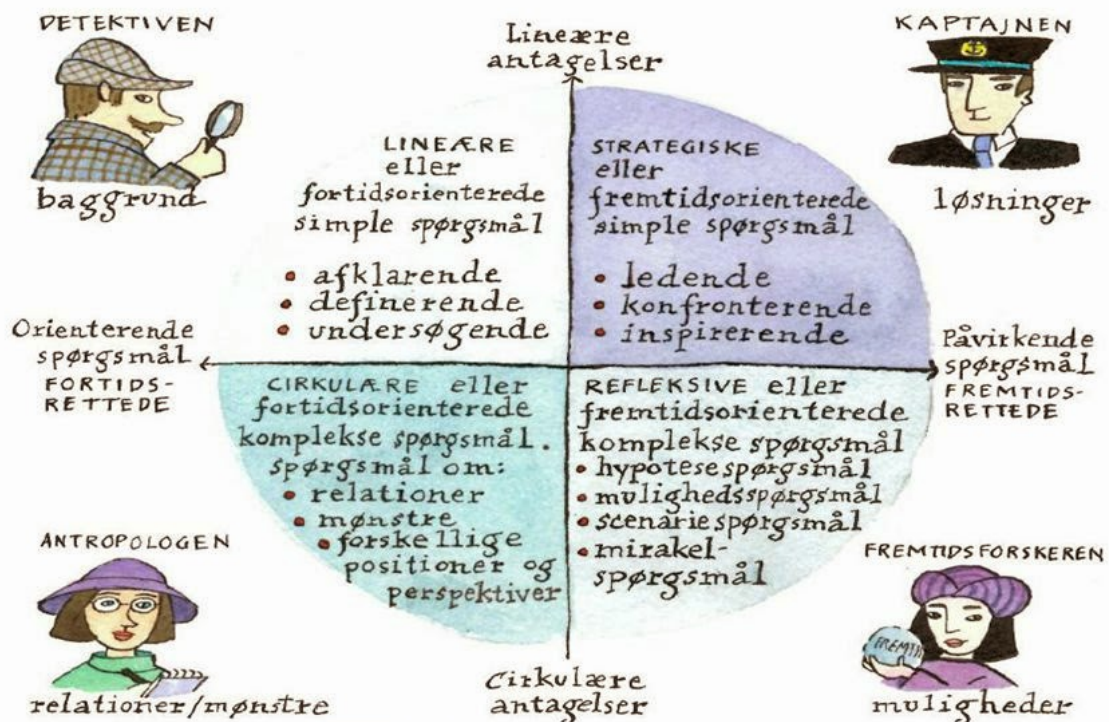 DETEKTIVEN
baggrund
Lineære
antagelser
KAPTAJNEN
løsninger
LINEÆRE
eller
fortidsorienterede
simple spørgsmål
• afklarende
• definerende
• undersøgende
STRATEGISKE
eller
fremtidsorienterede
simple spørgsmål
• ledende
• konfronterende
• inspirerende
Orienterende
spørgsmål
FORTIDS-
RETTEDE
Påvirkende
spørgsmål
FREMTIDS-
RETTEDE
CIRKULÆRE eller
fortidsorienterede
komplekse spørgsmål.
spørgsmål om:
• relationer
• mønstre
• forskellige
positioner og
perspektiver
REFLEKSIVE eller
fremtidsorienterede
komplekse spørgsmål
• hypotesespørgsmål
• mulighedsspørgsmål
• scenariespørgsmål
• mirakel-
spørgsmål
ANTROPOLOGEN
relationer/mønstre
Cirkulære
antagelser
FREMTIDSFORSKEREN
FREMTI
muligheder